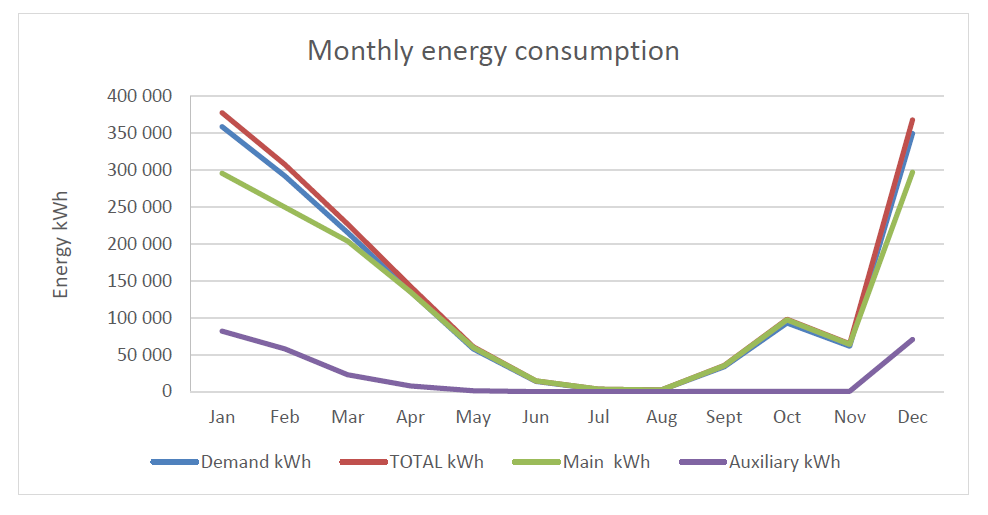 Monthly energy consumption
400 000
350 000
300 000
250 000
200 000
150 000
100 000
50 000
0
Energy kWh
Jan Feb Mar Apr May Jun Jul Aug Sept Oct Nov Dec
Demand kWh TOTAL kWh Main kWh Auxiliary kWh